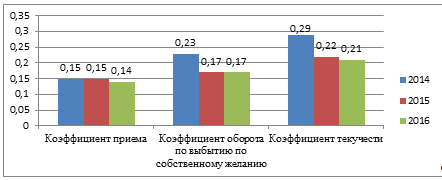 0,35
0,3
0,25
0,2
0,15
0,1
0,05
0
0,15 0,15 0,14
0,23 0,17 0,17
0,29 0,22 0,21
Коэффициент приема
Коэффициент оборота
по выбытию по
собственному желанию
Коэффициент текучести
2014
2015
2016